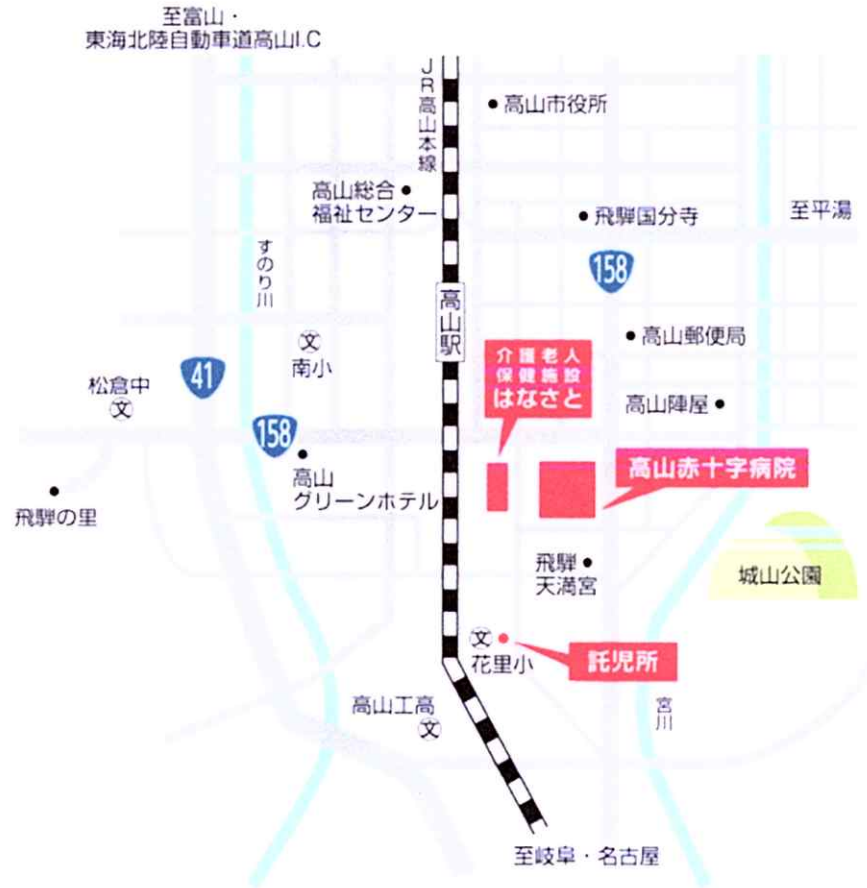 至富山・
東海北陸自動車道高山I.C
JR高山本線
高山市役所
高山総合
福祉センター
飛騨国分寺
至平湯
158
すのり川
高山駅
高山郵便局
文
南小
介護老人
保健施設
はなさと
41
松倉中
文
高山陣屋
158
高山
グリーンホテル
高山赤十字病院
飛騨の里
飛騨
天満宮
城山公園
文
花里小
託児所
高山工高
文
宮川
至岐阜・名古屋